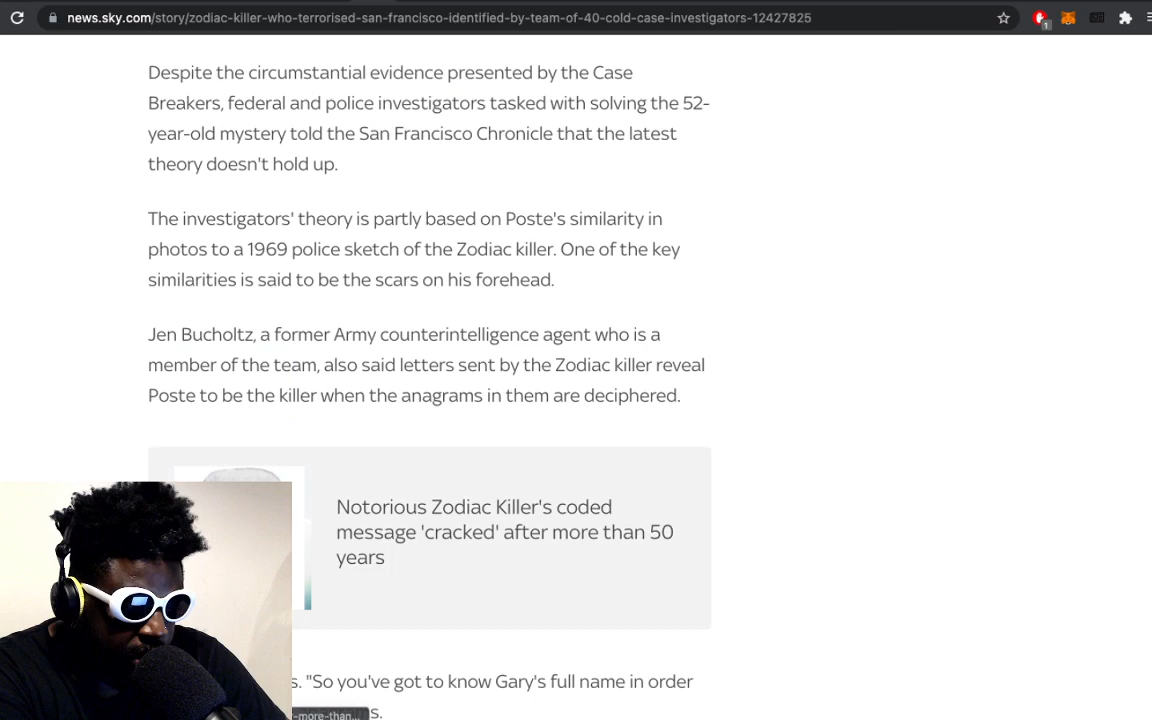 news.sky.com/story/zodiac-killer-who-terrorised-san-francisco-identified-by-team-of-40-cold-case-investigators-12427825
1
Despite the circumstantial evidence presented by the Case
Breakers, federal and police investigators tasked with solving the 52-
year-old mystery told the San Francisco Chronicle that the latest
theory doesn't hold up.
The investigators' theory is partly based on Poste's similarity in
photos to a 1969 police sketch of the Zodiac killer. One of the key
similarities is said to be the scars on his forehead.
Jen Bucholtz, a former Army counterintelligence agent who is a
member of the team, also said letters sent by the Zodiac killer reveal
Poste to be the killer when the anagrams in them are deciphered.
Notorious Zodiac Killer's coded
message 'cracked' after more than 50
years
s. "So you've got to know Gary's full name in order
-more-than... s.